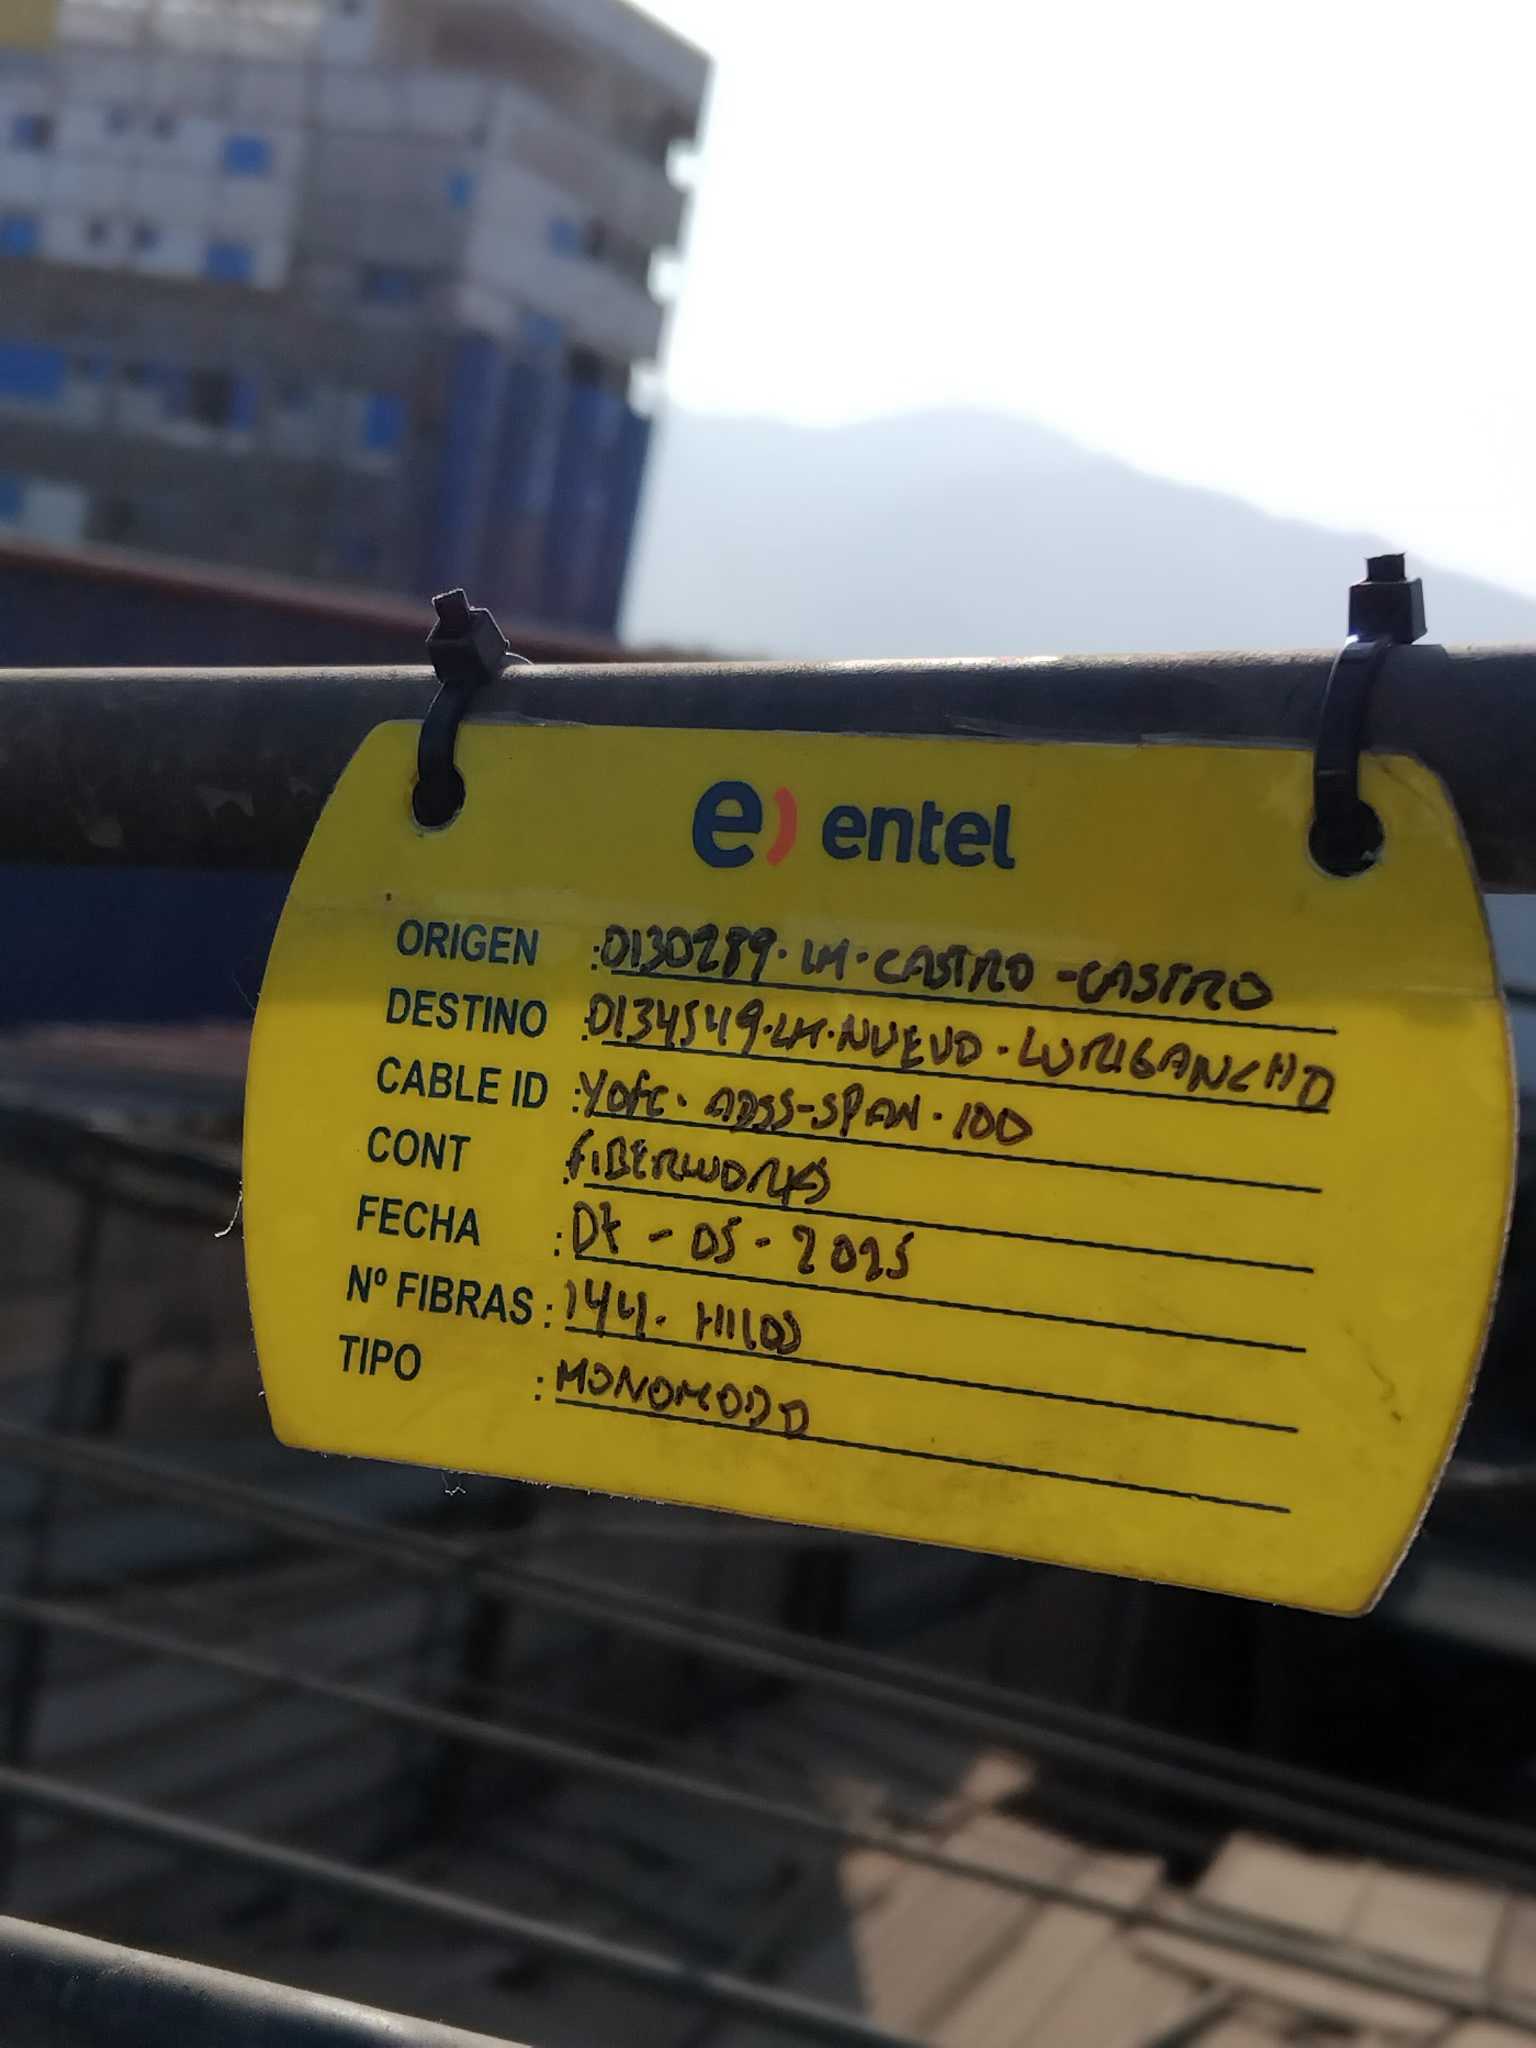 e) entel
ORIGEN : 0130289. LM. CASTRO - CASTRO
DESTINO : 0134549. LM. NUEVO. LURIGANCHO
CABLE ID : YOFC. ADSS-SPAN. 100
CONT : FIBERWORKS
FECHA : 07 - 05 - 2025
Nº FIBRAS : 144. HILOS
TIPO : MONOMODO